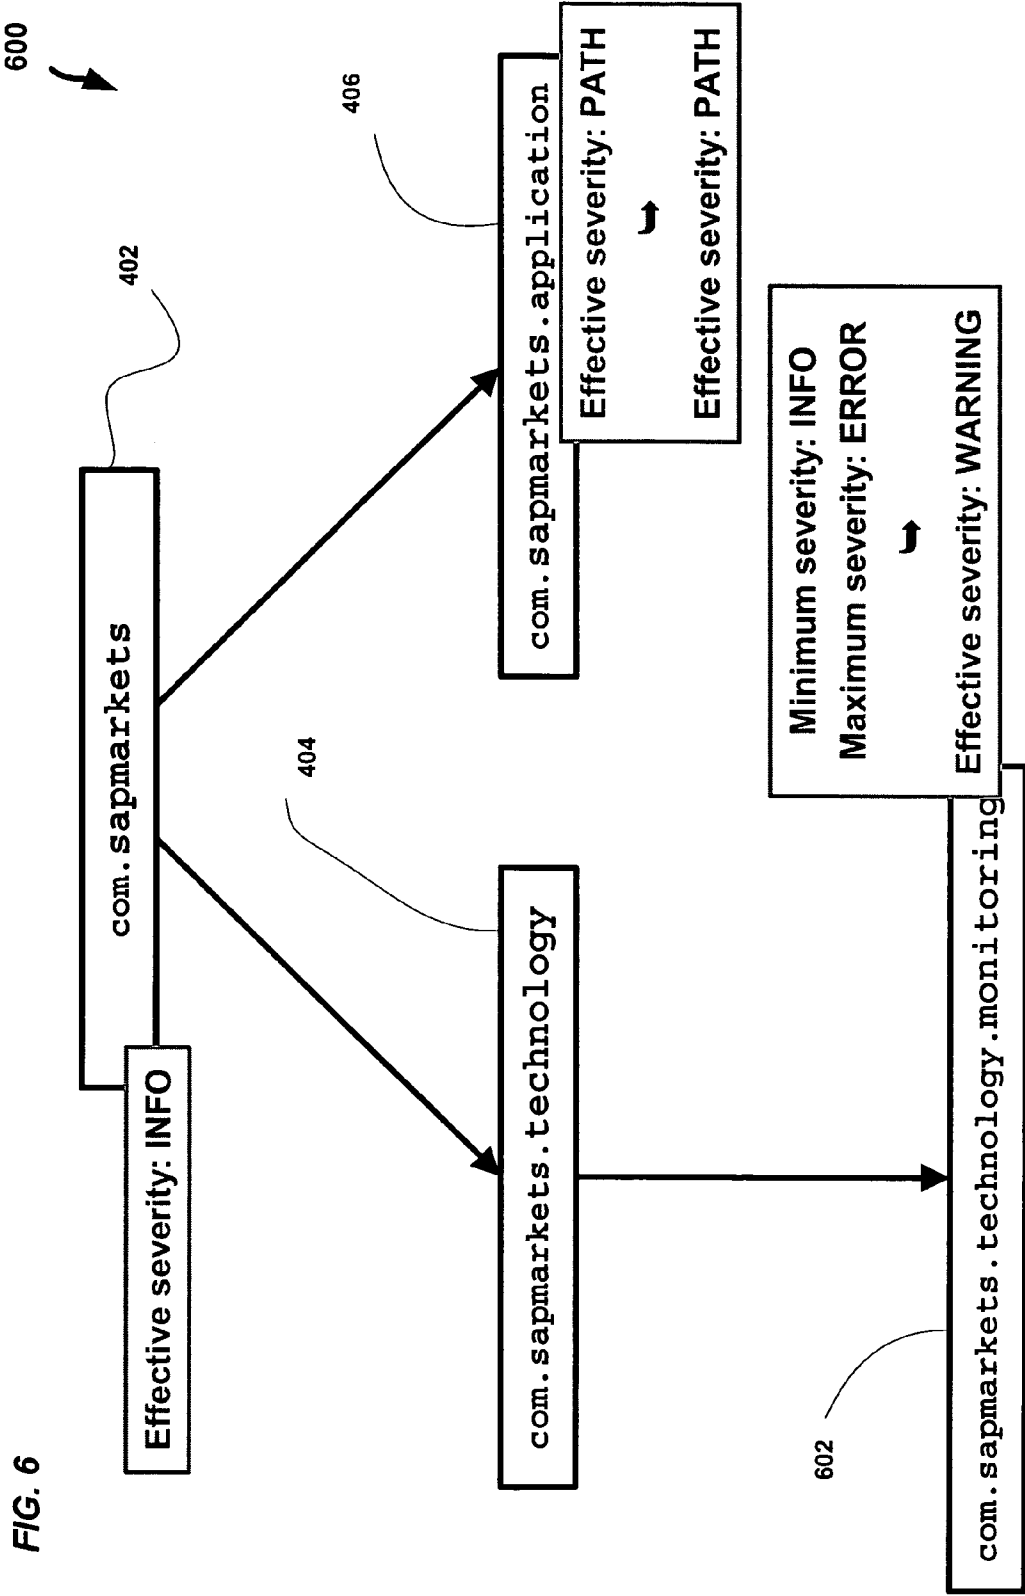 FIG. 6
600
402
com.sapmarkets
Effective severity: INFO
404
406
com.sapmarkets.technology
com.sapmarkets.application
Effective severity: PATH
Effective severity: PATH
602
Minimum severity: INFO
Maximum severity: ERROR
Effective severity: WARNING
com.sapmarkets.technology.monitoring